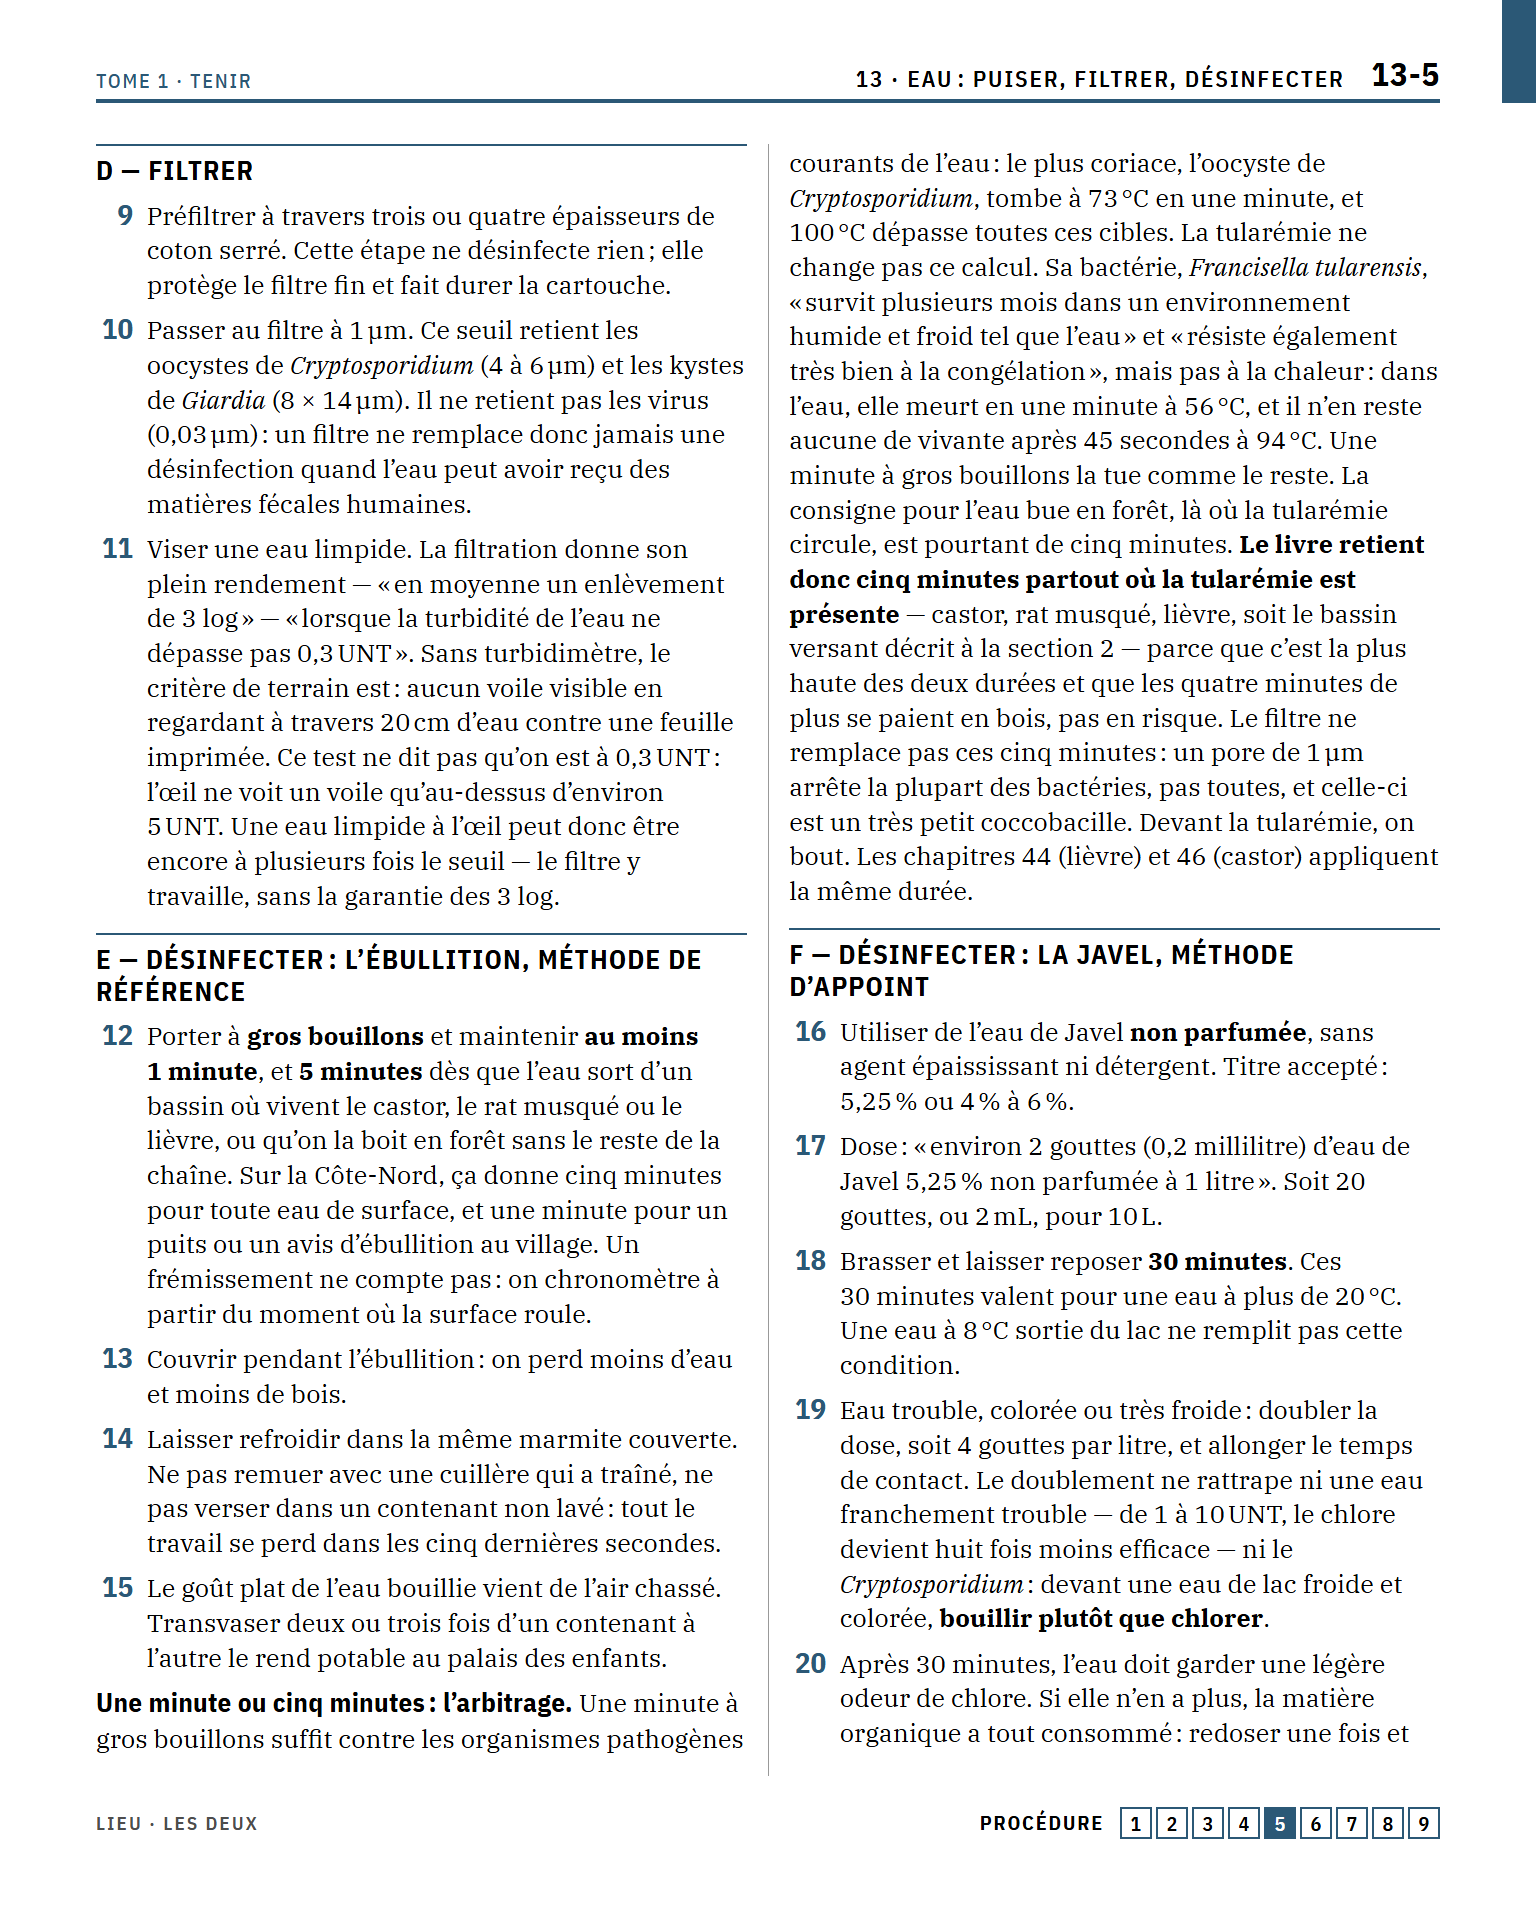 TOME 1 · TENIR
13 · EAU : PUISER, FILTRER, DÉSINFECTER 13-5
D — FILTRER
9 Préfiltrer à travers trois ou quatre épaisseurs de
coton serré. Cette étape ne désinfecte rien ; elle
protège le filtre fin et fait durer la cartouche.
10 Passer au filtre à 1 µm. Ce seuil retient les
oocystes de Cryptosporidium (4 à 6 µm) et les kystes
de Giardia (8 × 14 µm). Il ne retient pas les virus
(0,03 µm) : un filtre ne remplace donc jamais une
désinfection quand l’eau peut avoir reçu des
matières fécales humaines.
11 Viser une eau limpide. La filtration donne son
plein rendement — « en moyenne un enlèvement
de 3 log » — « lorsque la turbidité de l’eau ne
dépasse pas 0,3 UNT ». Sans turbidimètre, le
critère de terrain est : aucun voile visible en
regardant à travers 20 cm d’eau contre une feuille
imprimée. Ce test ne dit pas qu’on est à 0,3 UNT :
l’œil ne voit un voile qu’au-dessus d’environ
5 UNT. Une eau limpide à l’œil peut donc être
encore à plusieurs fois le seuil — le filtre y
travaille, sans la garantie des 3 log.
E — DÉSINFECTER : L’ÉBULLITION, MÉTHODE DE
RÉFÉRENCE
12 Porter à gros bouillons et maintenir au moins
1 minute, et 5 minutes dès que l’eau sort d’un
bassin où vivent le castor, le rat musqué ou le
lièvre, ou qu’on la boit en forêt sans le reste de la
chaîne. Sur la Côte-Nord, ça donne cinq minutes
pour toute eau de surface, et une minute pour un
puits ou un avis d’ébullition au village. Un
frémissement ne compte pas : on chronomètre à
partir du moment où la surface roule.
13 Couvrir pendant l’ébullition : on perd moins d’eau
et moins de bois.
14 Laisser refroidir dans la même marmite couverte.
Ne pas remuer avec une cuillère qui a traîné, ne
pas verser dans un contenant non lavé : tout le
travail se perd dans les cinq dernières secondes.
15 Le goût plat de l’eau bouillie vient de l’air chassé.
Transvaser deux ou trois fois d’un contenant à
l’autre le rend potable au palais des enfants.
Une minute ou cinq minutes : l’arbitrage. Une minute à
gros bouillons suffit contre les organismes pathogènes
courants de l’eau : le plus coriace, l’oocyste de
Cryptosporidium, tombe à 73 °C en une minute, et
100 °C dépasse toutes ces cibles. La tularémie ne
change pas ce calcul. Sa bactérie, Francisella tularensis,
« survit plusieurs mois dans un environnement
humide et froid tel que l’eau » et « résiste également
très bien à la congélation », mais pas à la chaleur : dans
l’eau, elle meurt en une minute à 56 °C, et il n’en reste
aucune de vivante après 45 secondes à 94 °C. Une
minute à gros bouillons la tue comme le reste. La
consigne pour l’eau bue en forêt, là où la tularémie
circule, est pourtant de cinq minutes. Le livre retient
donc cinq minutes partout où la tularémie est
présente — castor, rat musqué, lièvre, soit le bassin
versant décrit à la section 2 — parce que c’est la plus
haute des deux durées et que les quatre minutes de
plus se paient en bois, pas en risque. Le filtre ne
remplace pas ces cinq minutes : un pore de 1 µm
arrête la plupart des bactéries, pas toutes, et celle-ci
est un très petit coccobacille. Devant la tularémie, on
bout. Les chapitres 44 (lièvre) et 46 (castor) appliquent
la même durée.
F — DÉSINFECTER : LA JAVEL, MÉTHODE
D’APPOINT
16 Utiliser de l’eau de Javel non parfumée, sans
agent épaississant ni détergent. Titre accepté :
5,25 % ou 4 % à 6 %.
17 Dose : « environ 2 gouttes (0,2 millilitre) d’eau de
Javel 5,25 % non parfumée à 1 litre ». Soit 20
gouttes, ou 2 mL, pour 10 L.
18 Brasser et laisser reposer 30 minutes. Ces
30 minutes valent pour une eau à plus de 20 °C.
Une eau à 8 °C sortie du lac ne remplit pas cette
condition.
19 Eau trouble, colorée ou très froide : doubler la
dose, soit 4 gouttes par litre, et allonger le temps
de contact. Le doublement ne rattrape ni une eau
franchement trouble — de 1 à 10 UNT, le chlore
devient huit fois moins efficace — ni le
Cryptosporidium : devant une eau de lac froide et
colorée, bouillir plutôt que chlorer.
20 Après 30 minutes, l’eau doit garder une légère
odeur de chlore. Si elle n’en a plus, la matière
organique a tout consommé : redoser une fois et
LIEU · LES DEUX
PROCÉDURE 1 2 3 4 5 6 7 8 9